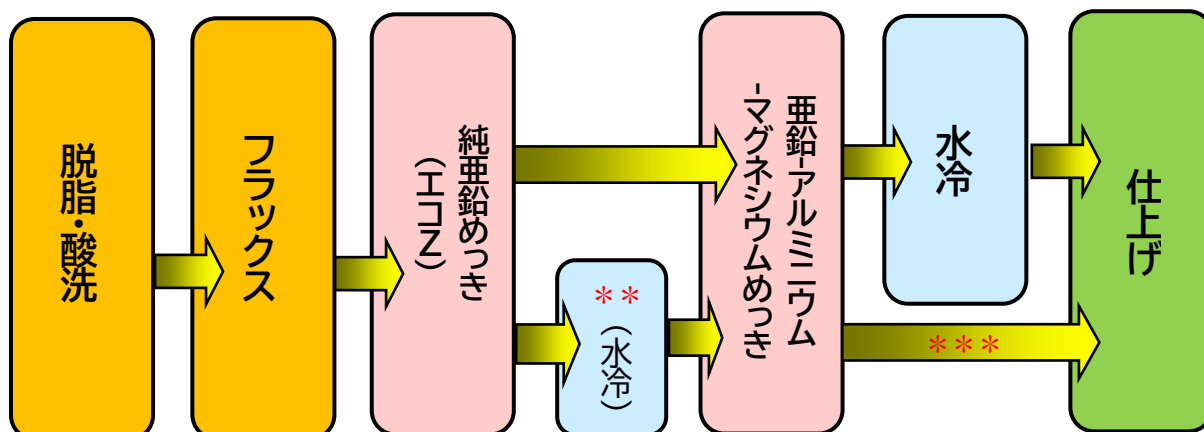 脱脂・酸洗
フラックス
純亜鉛めっき
(エコZ)
**
(水冷)
亜鉛-アルミニウム
-マグネシウムめっき
水冷
***
仕上げ